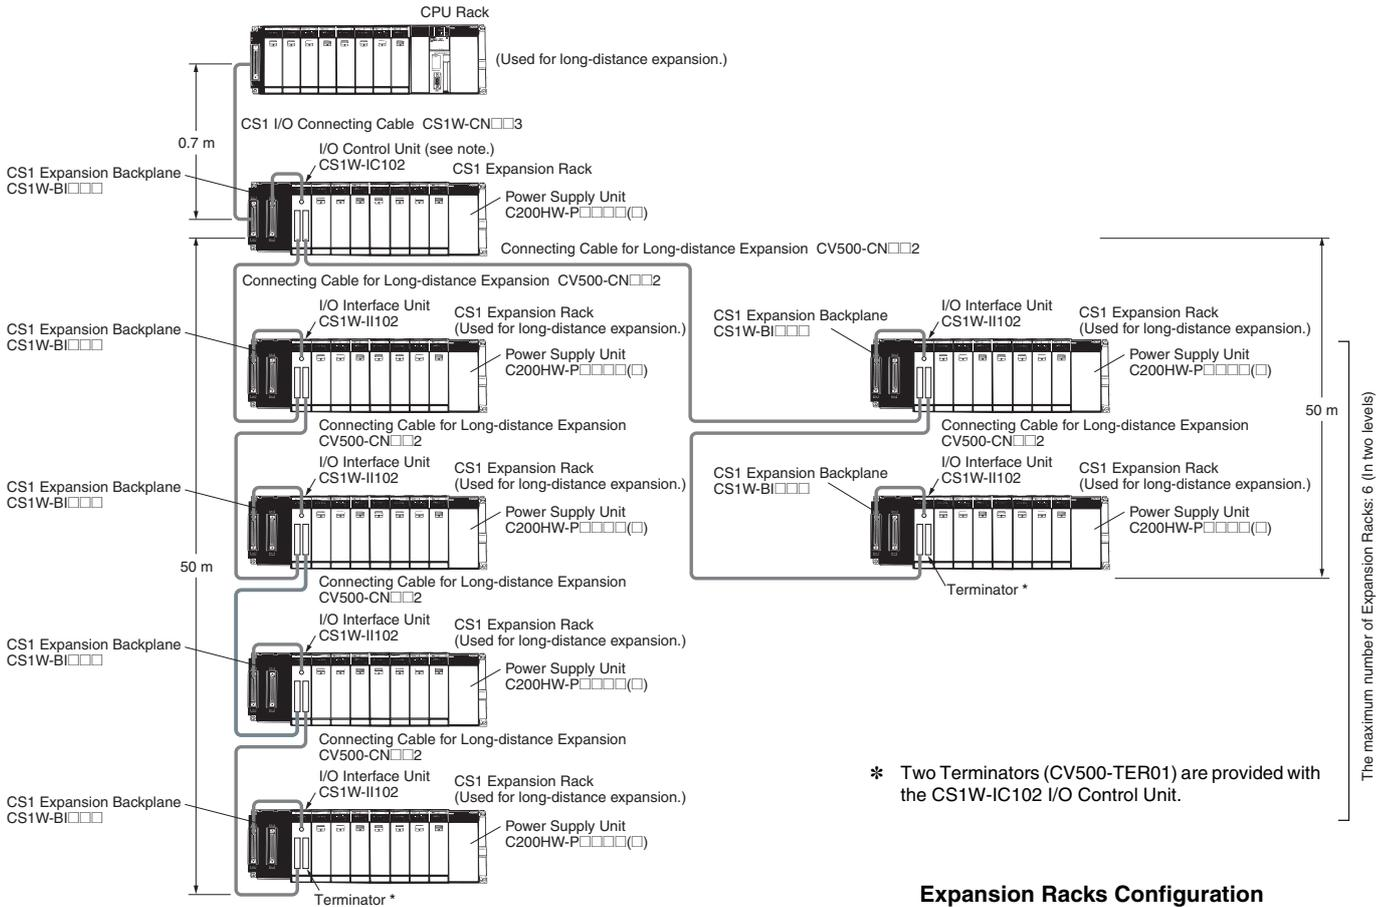 CPU Rack
(Used for long-distance expansion.)
CS1 I/O Connecting Cable CS1W-CN□□3
0.7 m
I/O Control Unit (see note.)
CS1W-IC102
CS1 Expansion Rack
CS1 Expansion Backplane
CS1W-BI□□□
Power Supply Unit
C200HW-P□□□□(□)
Connecting Cable for Long-distance Expansion CV500-CN□□2
Connecting Cable for Long-distance Expansion CV500-CN□□2
I/O Interface Unit
CS1W-II102
CS1 Expansion Rack
(Used for long-distance expansion.)
CS1 Expansion Backplane
CS1W-BI□□□
Power Supply Unit
C200HW-P□□□□(□)
CS1 Expansion Backplane
CS1W-BI□□□
I/O Interface Unit
CS1W-II102
CS1 Expansion Rack
(Used for long-distance expansion.)
Power Supply Unit
C200HW-P□□□□(□)
50 m
Connecting Cable for Long-distance Expansion
CV500-CN□□2
Connecting Cable for Long-distance Expansion
CV500-CN□□2
I/O Interface Unit
CS1W-II102
CS1 Expansion Rack
(Used for long-distance expansion.)
CS1 Expansion Backplane
CS1W-BI□□□
Power Supply Unit
C200HW-P□□□□(□)
CS1 Expansion Backplane
CS1W-BI□□□
I/O Interface Unit
CS1W-II102
CS1 Expansion Rack
(Used for long-distance expansion.)
Power Supply Unit
C200HW-P□□□□(□)
Terminator *
50 m
Connecting Cable for Long-distance Expansion
CV500-CN□□2
I/O Interface Unit
CS1W-II102
CS1 Expansion Rack
(Used for long-distance expansion.)
CS1 Expansion Backplane
CS1W-BI□□□
Power Supply Unit
C200HW-P□□□□(□)
Connecting Cable for Long-distance Expansion
CV500-CN□□2
I/O Interface Unit
CS1W-II102
CS1 Expansion Rack
(Used for long-distance expansion.)
CS1 Expansion Backplane
CS1W-BI□□□
Power Supply Unit
C200HW-P□□□□(□)
Terminator *
The maximum number of Expansion Racks: 6 (In two levels)
* Two Terminators (CV500-TER01) are provided with
the CS1W-IC102 I/O Control Unit.
Expansion Racks Configuration